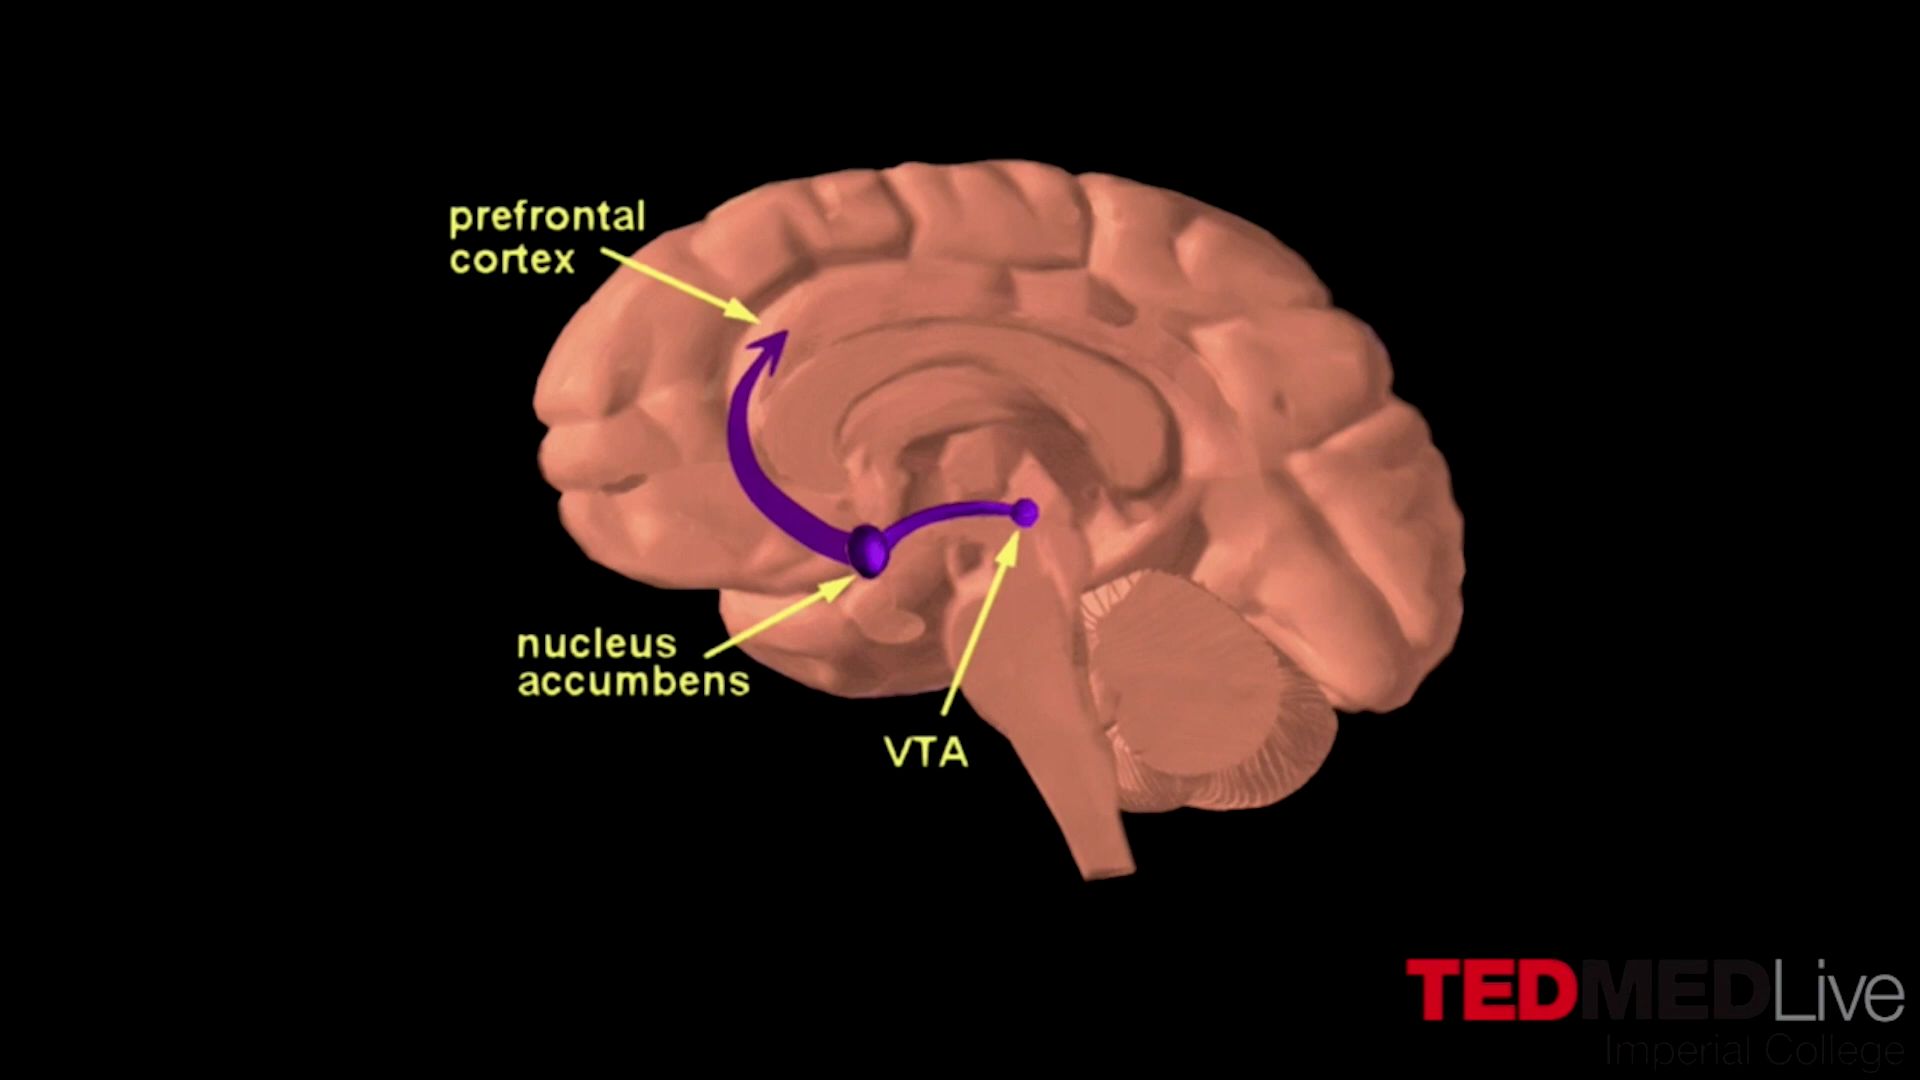 prefrontal
cortex
nucleus
accumbens
VTA
TEDMEDLive
Imperial College